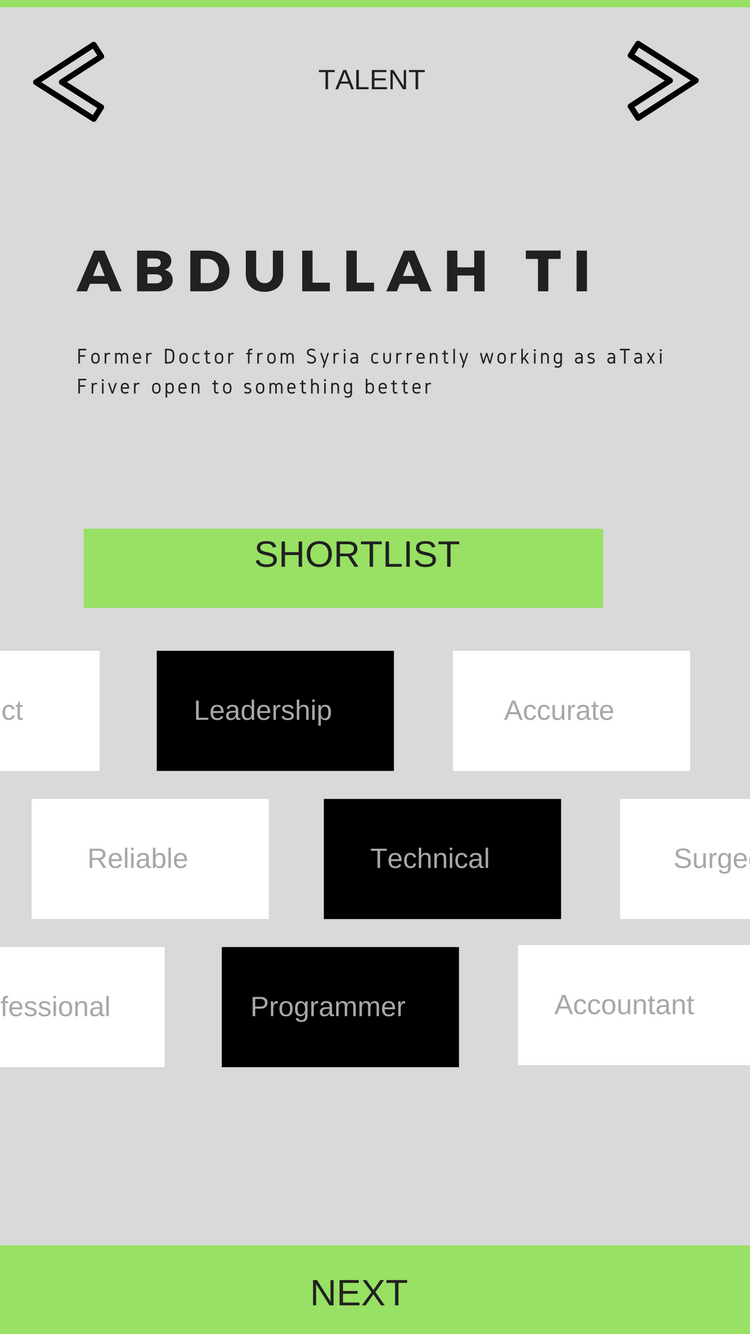 TALENT
ABDULLAH TI
Former Doctor from Syria currently working as aTaxi
Friver open to something better
SHORTLIST
ct Leadership Accurate
Reliable Technical Surge
fessional Programmer Accountant
NEXT